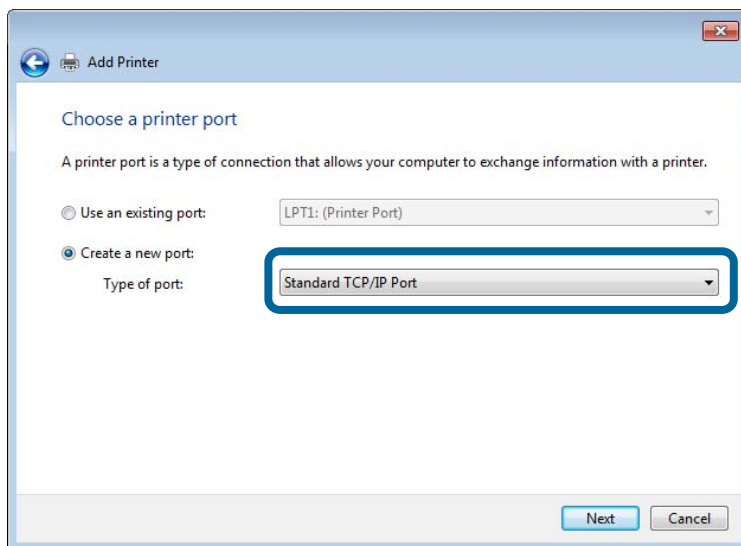 Add Printer
Choose a printer port
A printer port is a type of connection that allows your computer to exchange information with a printer.
Use an existing port: LPT1: (Printer Port)
Create a new port:
Type of port: Standard TCP/IP Port
Next Cancel